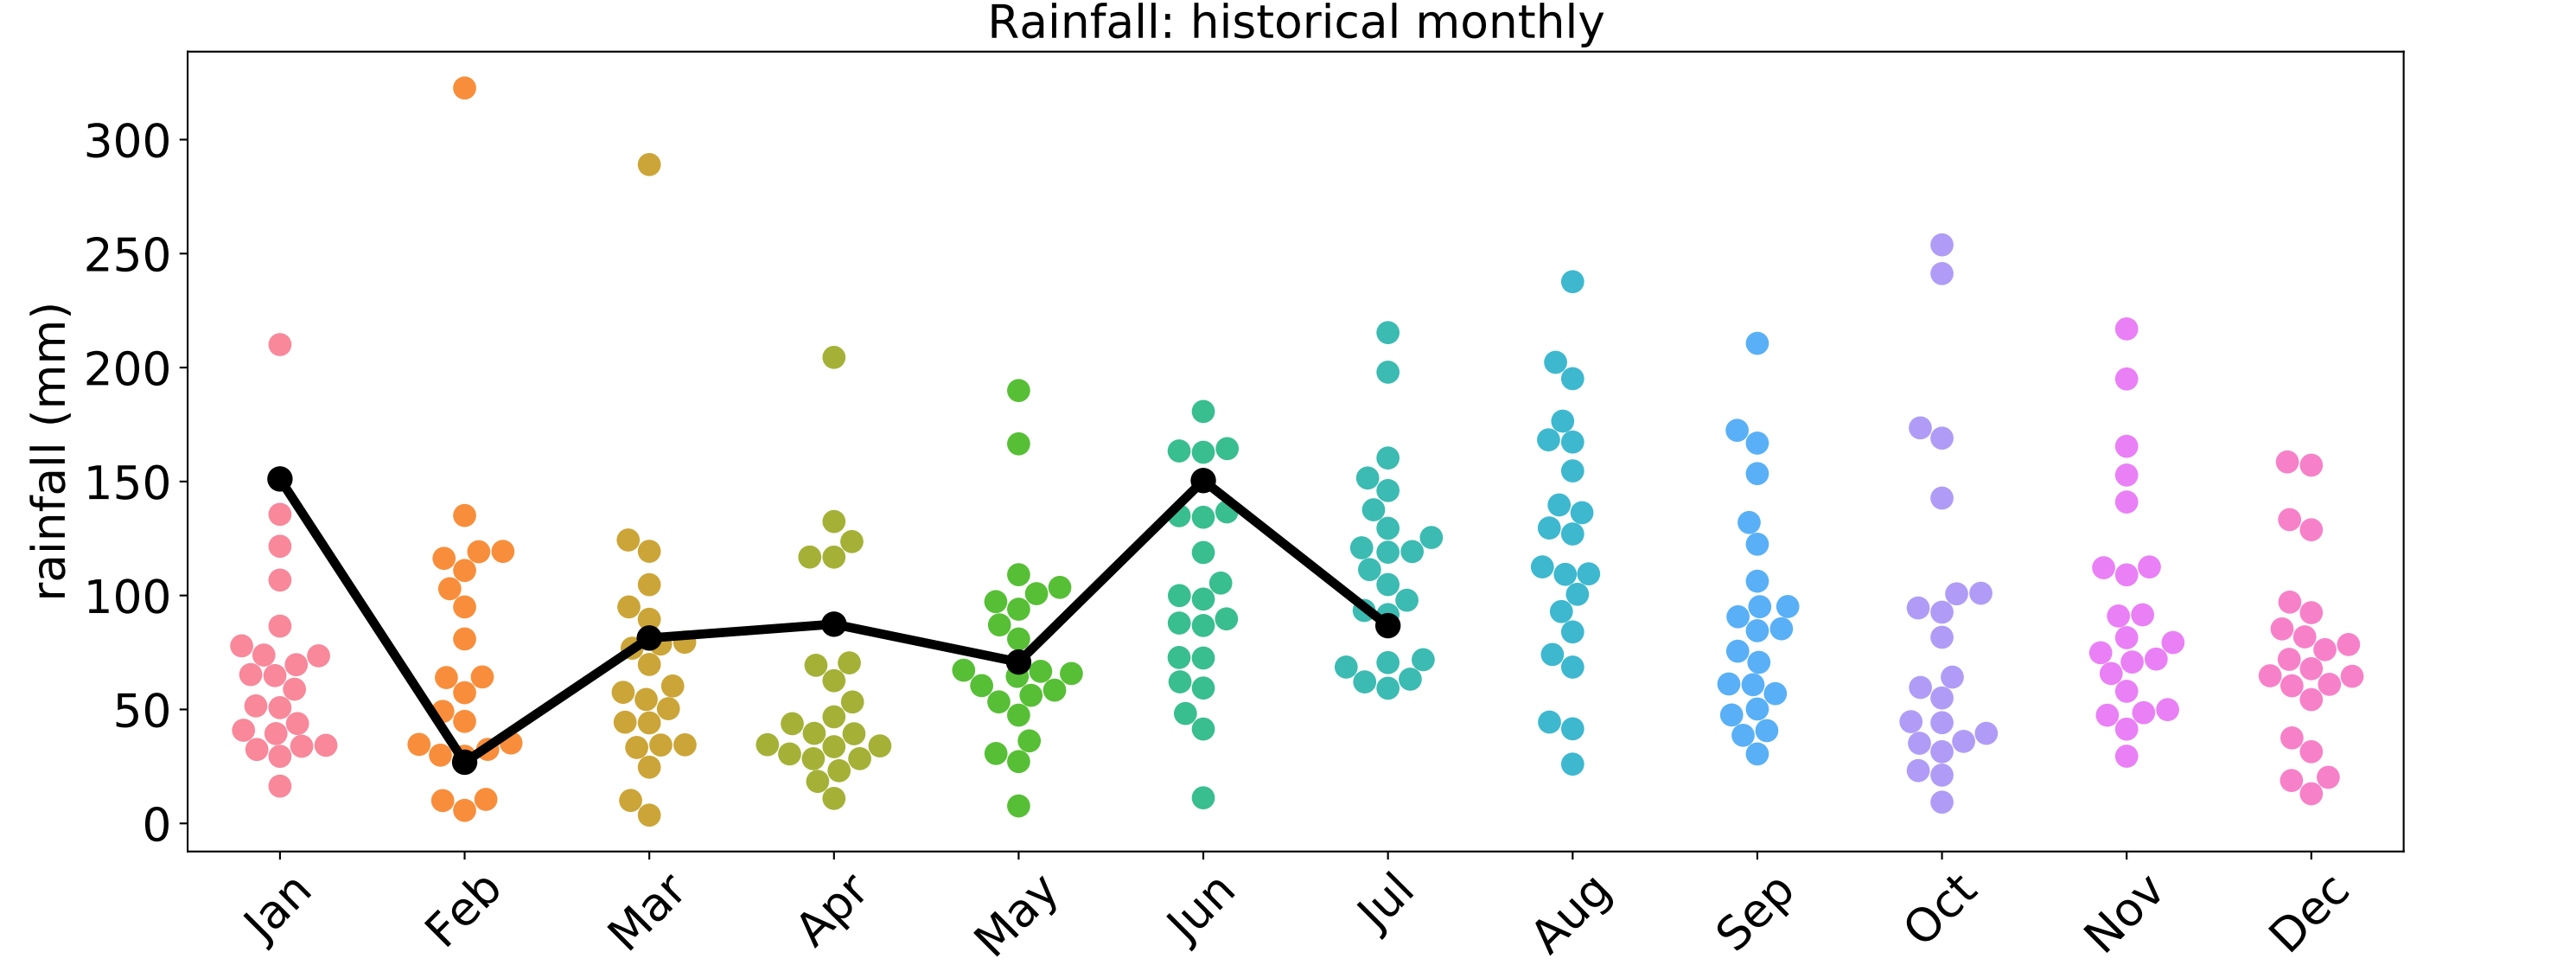 Rainfall: historical monthly
rainfall (mm)
300
250
200
150
100
50
0
Jan
Feb
Mar
Apr
May
Jun
Jul
Aug
Sep
Oct
Nov
Dec